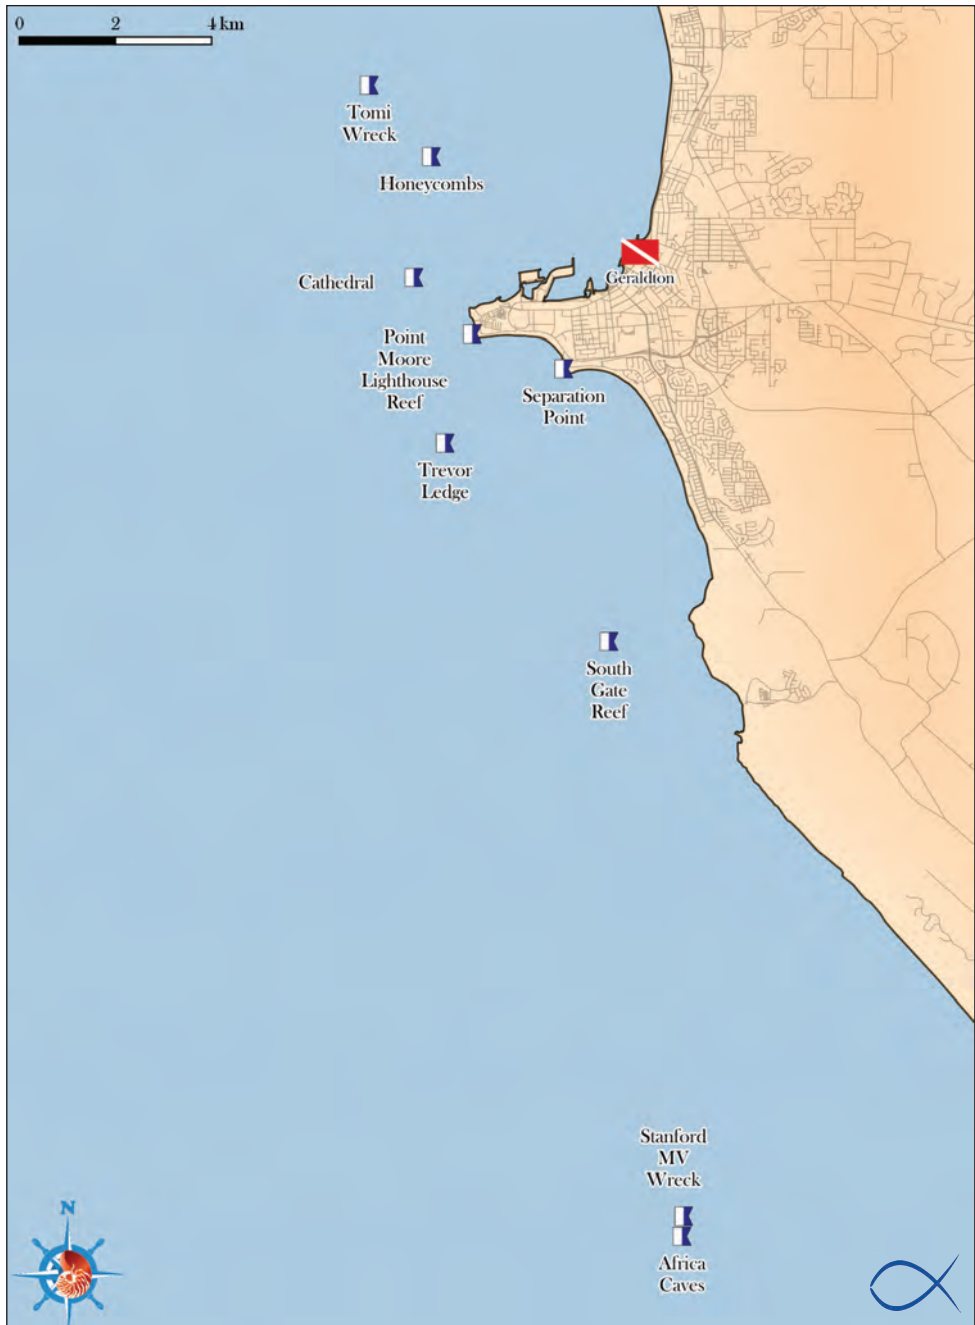 0 2 4 km
Tomi
Wreck
Honeycombs
Geraldton
Cathedral
Point
Moore
Lighthouse
Reef
Separation
Point
Trevor
Ledge
South
Gate
Reef
Stanford
MV
Wreck
N
Africa
Caves